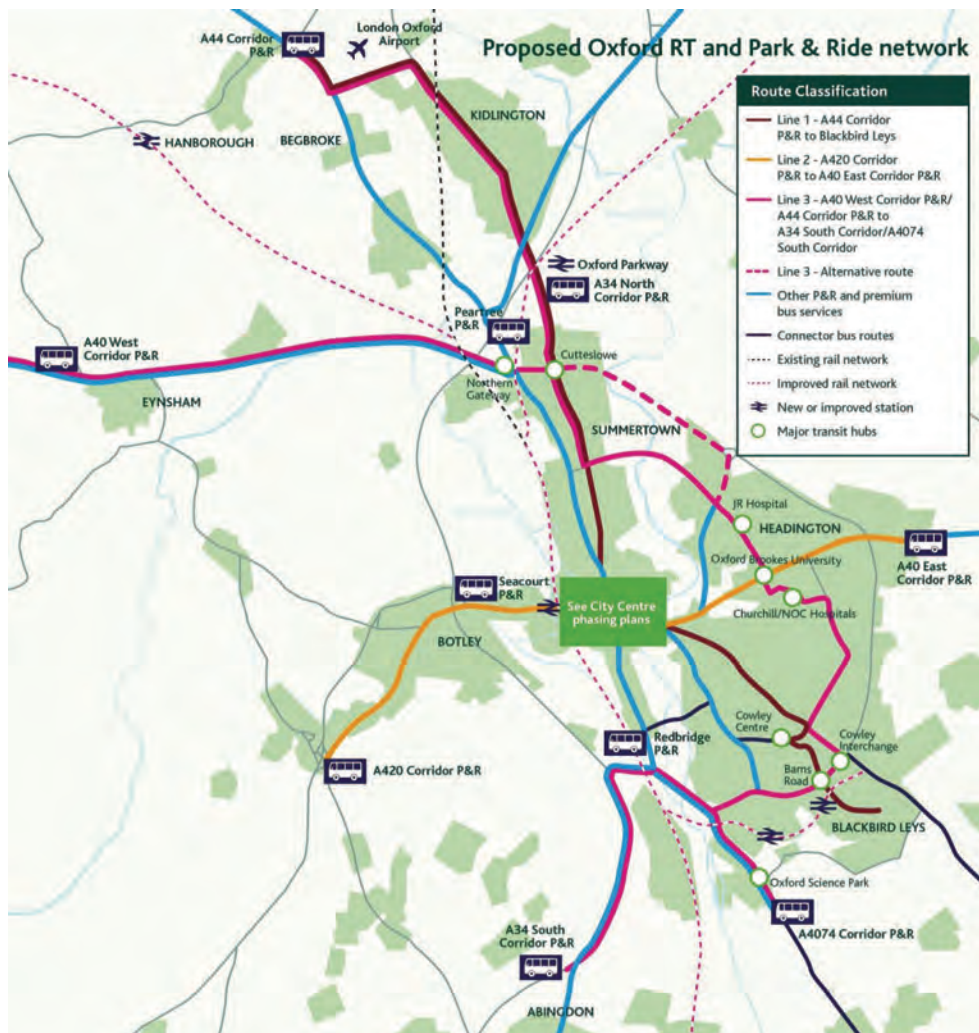 A44 Corridor
P&R
London Oxford
Airport
Proposed Oxford RT and Park & Ride network
Route Classification
Line 1 - A44 Corridor
P&R to Blackbird Leys
Line 2 - A420 Corridor
P&R to A40 East Corridor P&R
Line 3 - A40 West Corridor P&R/
A44 Corridor P&R to
A34 South Corridor/A4074
South Corridor
Line 3 - Alternative route
Other P&R and premium
bus services
Connector bus routes
Existing rail network
Improved rail network
New or improved station
Major transit hubs
KIDLINGTON
HANBOROUGH
BEGBROKE
Oxford Parkway
A34 North
Corridor P&R
Peartree
P&R
A40 West
Corridor P&R
Cutteslowe
Northern
Gateway
EYNSHAM
SUMMERTOWN
JR Hospital
HEADINGTON
Oxford Brookes University
A40 East
Corridor P&R
Seacourt
P&R
See City Centre
phasing plans
Churchill/NOC Hospitals
BOTLEY
Cowley
Centre
Cowley
Interchange
Redbridge
P&R
A420 Corridor P&R
Barns
Road
BLACKBIRD LEYS
Oxford Science Park
A34 South
Corridor P&R
A4074 Corridor P&R
ABINGDON